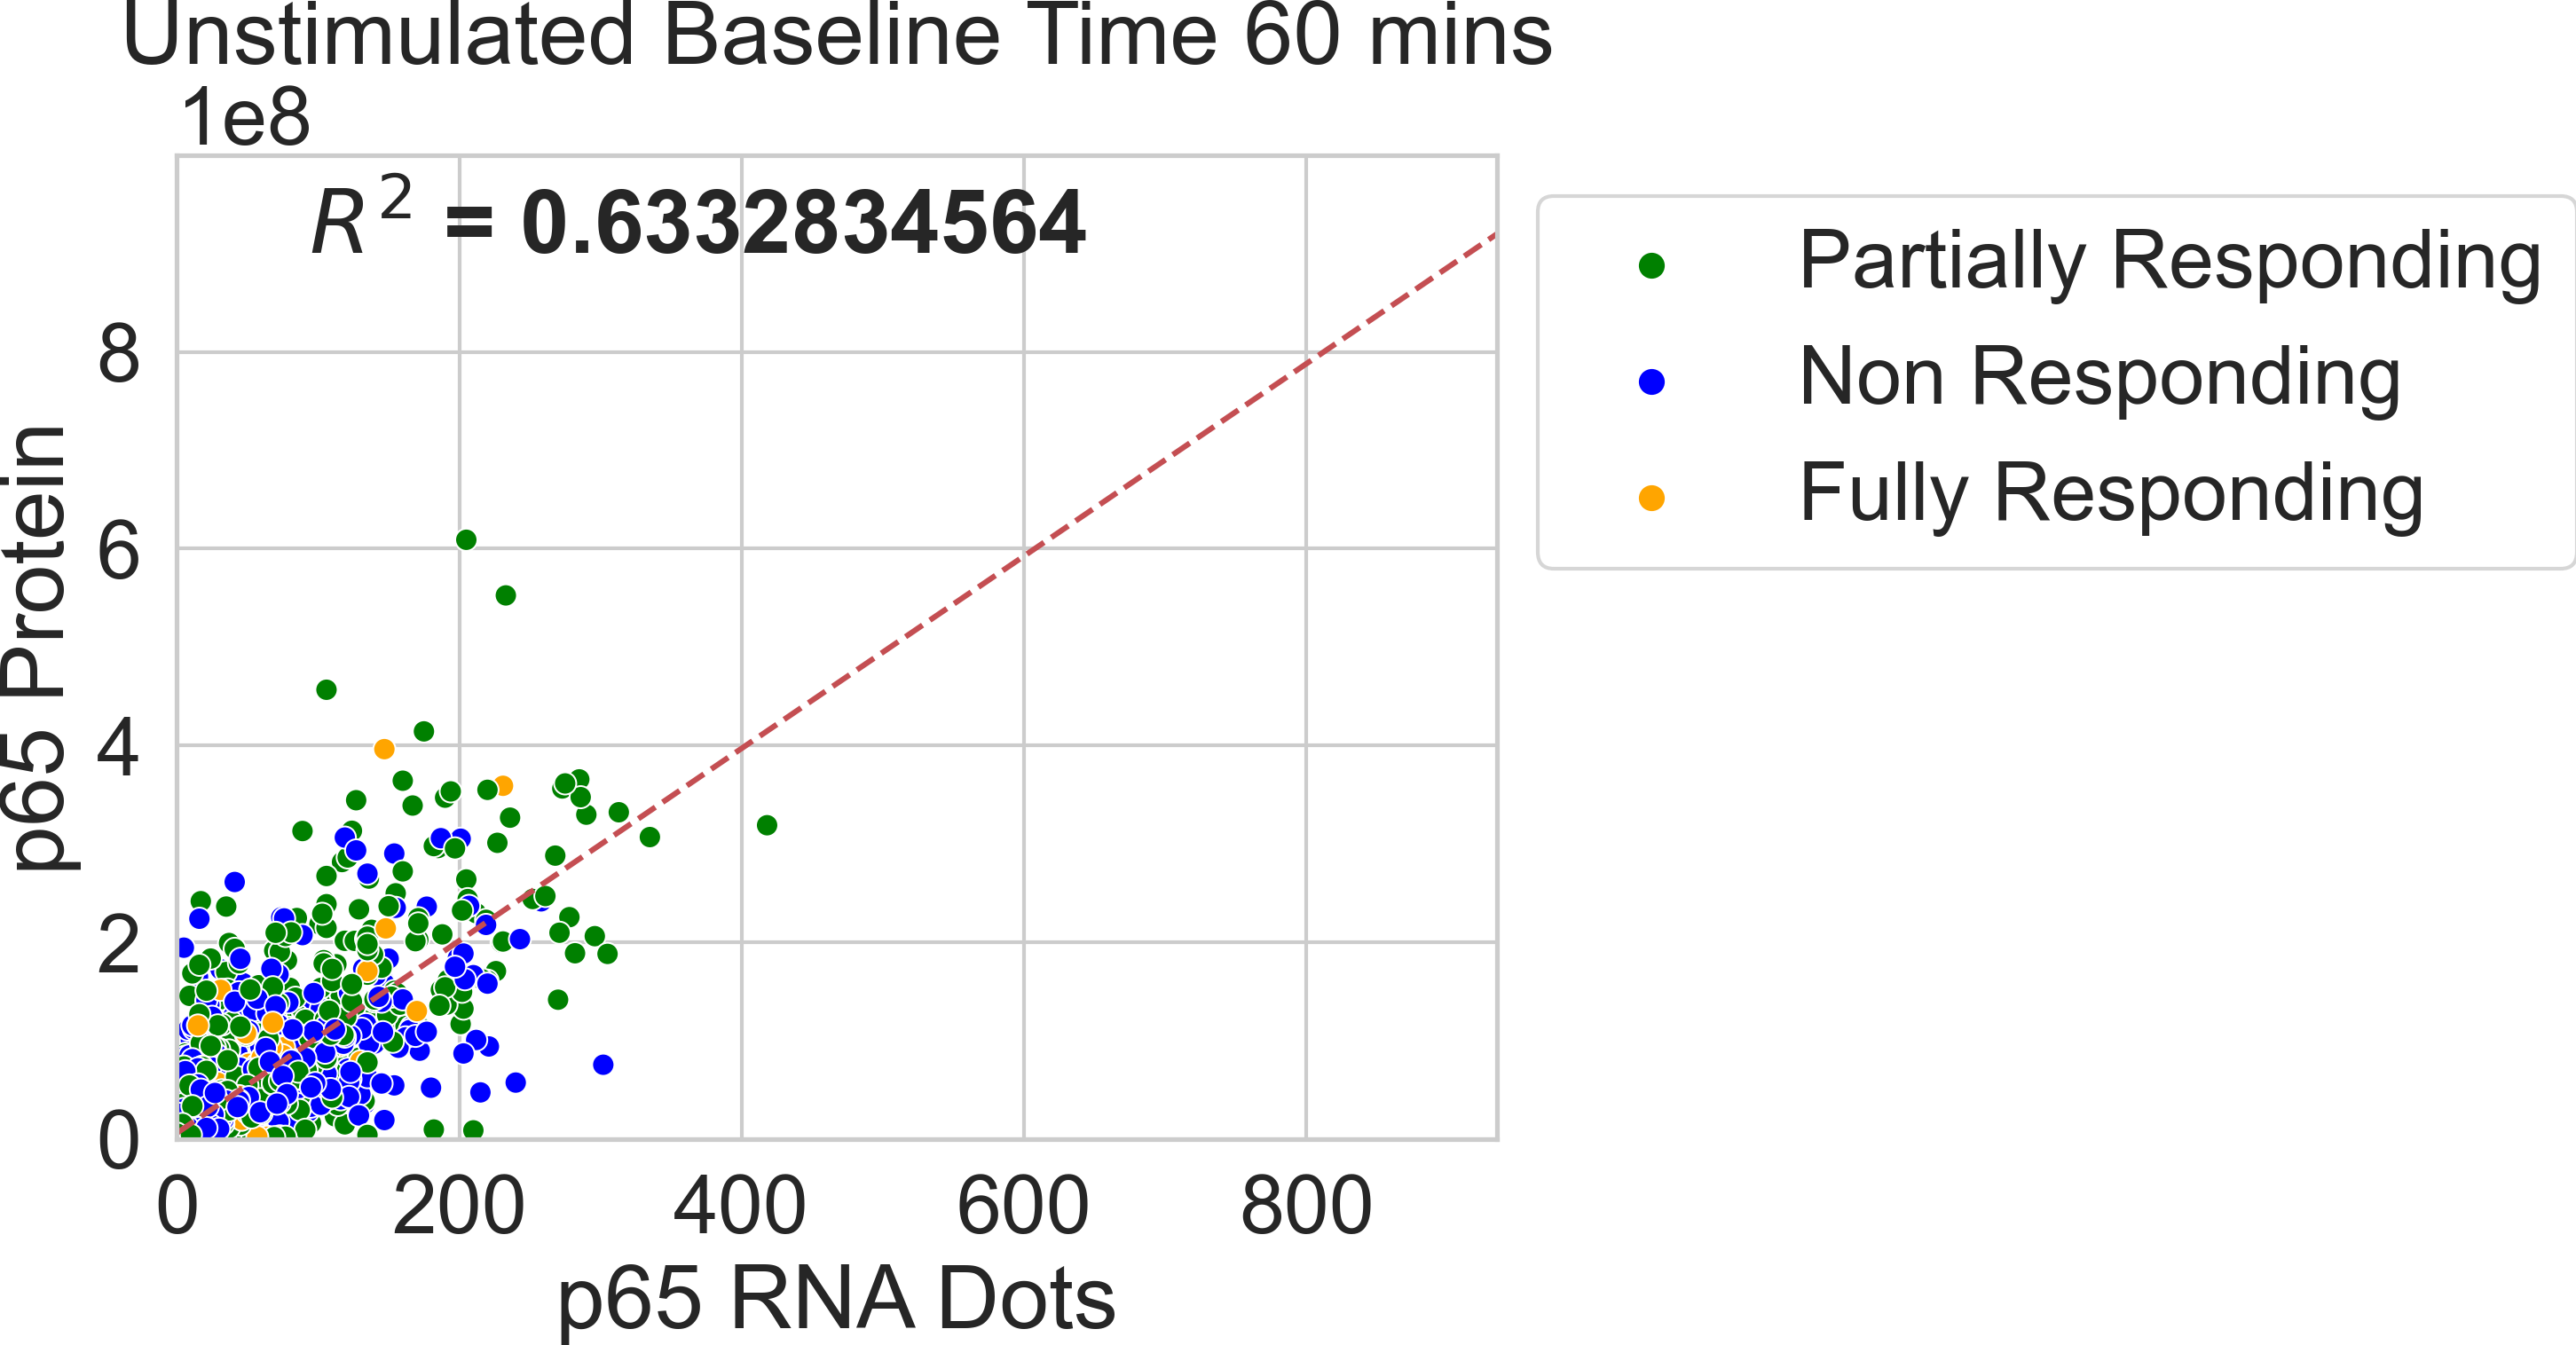 Unstimulated Baseline Time 60 mins
1e8
R² = 0.6332834564
Partially Responding
Non Responding
Fully Responding
8
6
4
2
0
p65 Protein
0 200 400 600 800
p65 RNA Dots